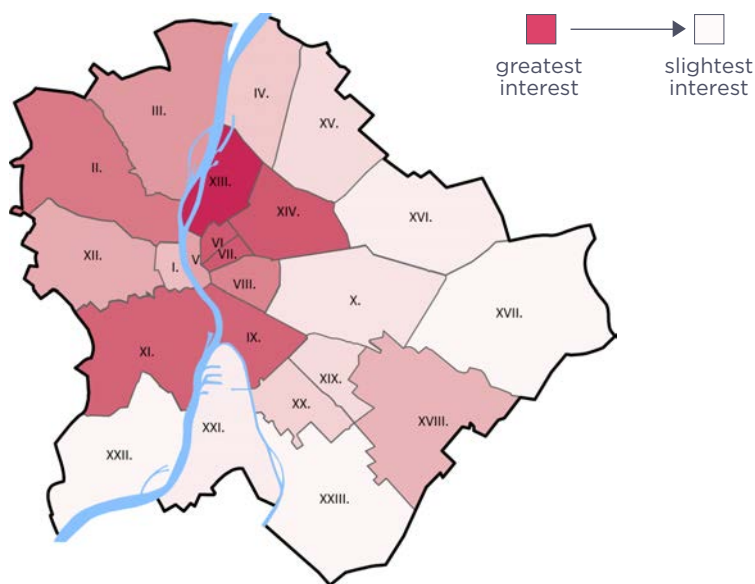 greatest
interest
slightest
interest
III.
IV.
XV.
II.
XIII.
XIV.
XVI.
XII.
I.
V.
VI.
VII.
VIII.
X.
XVII.
XI.
IX.
XIX.
XX.
XVIII.
XXI.
XXII.
XXIII.